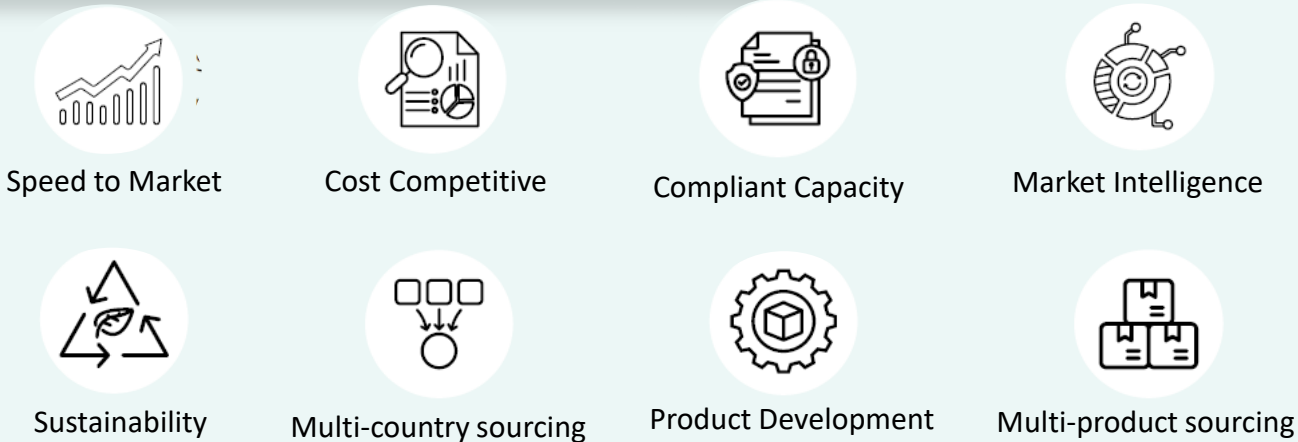 Speed to Market
Cost Competitive
Compliant Capacity
Market Intelligence
Sustainability
Multi-country sourcing
Product Development
Multi-product sourcing